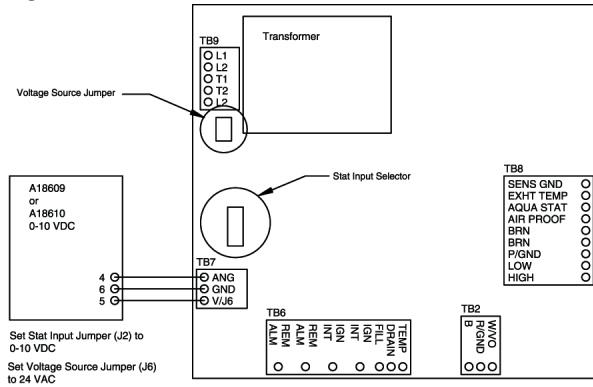 Transformer
TB9
L1
L2
T1
T2
L2
Voltage Source Jumper
Stat Input Selector
A18609
or
A18610
0-10 VDC
4
6
5
TB7
ANG
GND
V/J6
TB8
SENS GND
EXHT TEMP
AQUA STAT
AIR PROOF
BRN
BRN
P/GND
LOW
HIGH
TB6
ALM
REM
ALM
REM
INT
IGN
INT
IGN
FILL
DRAIN
TEMP
TB2
B
R/GND
W/VO
Set Stat Input Jumper (J2) to
0-10 VDC
Set Voltage Source Jumper (J6)
to 24 VAC